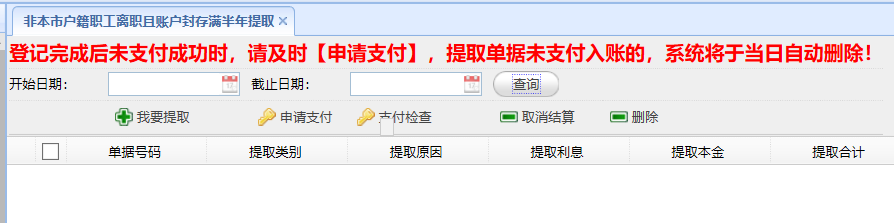 非本市户籍职工离职且账户封存满半年提取
登记完成后未支付成功时，请及时【申请支付】，提取单据未支付入账的，系统将于当日自动删除！
开始日期： 截止日期： 查询
我要提取 申请支付 支付检查 取消结算 删除
单据号码 提取类别 提取原因 提取利息 提取本金 提取合计